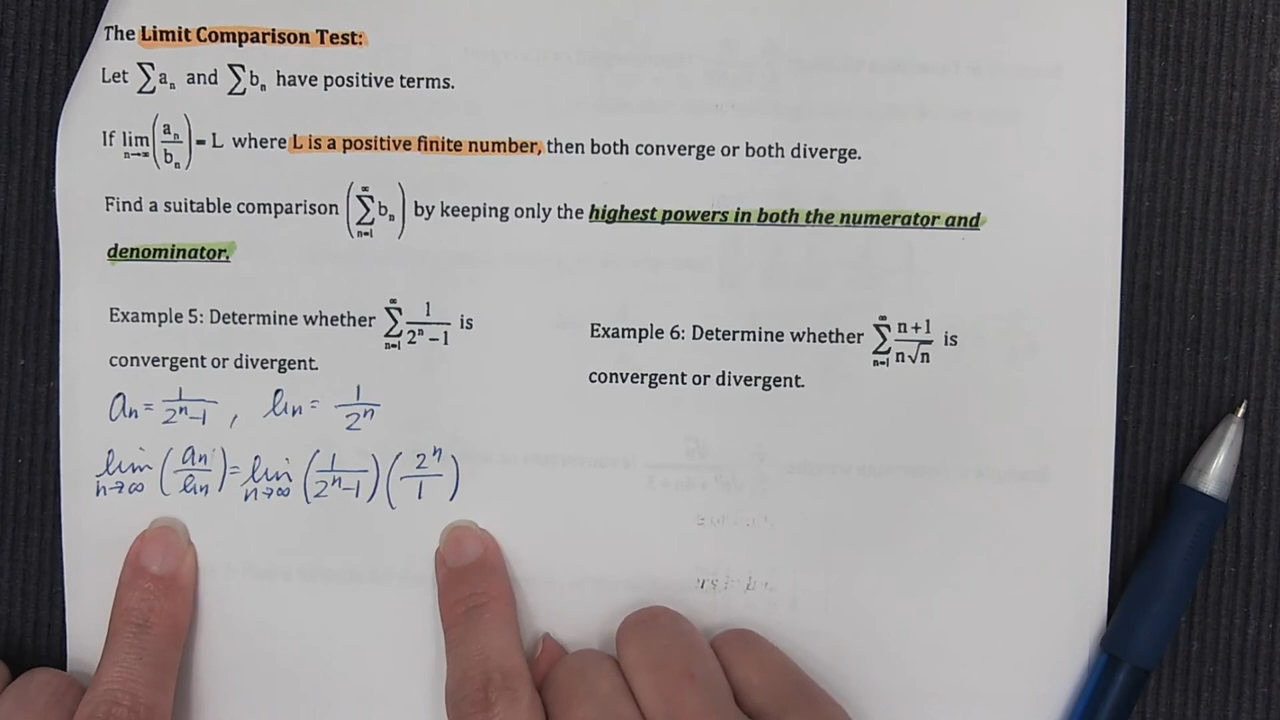 The Limit Comparison Test:
Let ∑aₙ and ∑bₙ have positive terms.
If lim n→∞ (aₙ/bₙ) = L where L is a positive finite number, then both converge or both diverge.
Find a suitable comparison (∑ n=1 ∞ bₙ) by keeping only the highest powers in both the numerator and
denominator.
Example 5: Determine whether ∑ n=1 ∞ 1/(2ⁿ−1) is
convergent or divergent.
aₙ = 1/(2ⁿ−1) , bₙ = 1/2ⁿ
lim n→∞ (aₙ/bₙ) = lim n→∞ (1/(2ⁿ−1)) (2ⁿ/1)
Example 6: Determine whether ∑ n=1 ∞ (n+1)/(n√n) is
convergent or divergent.